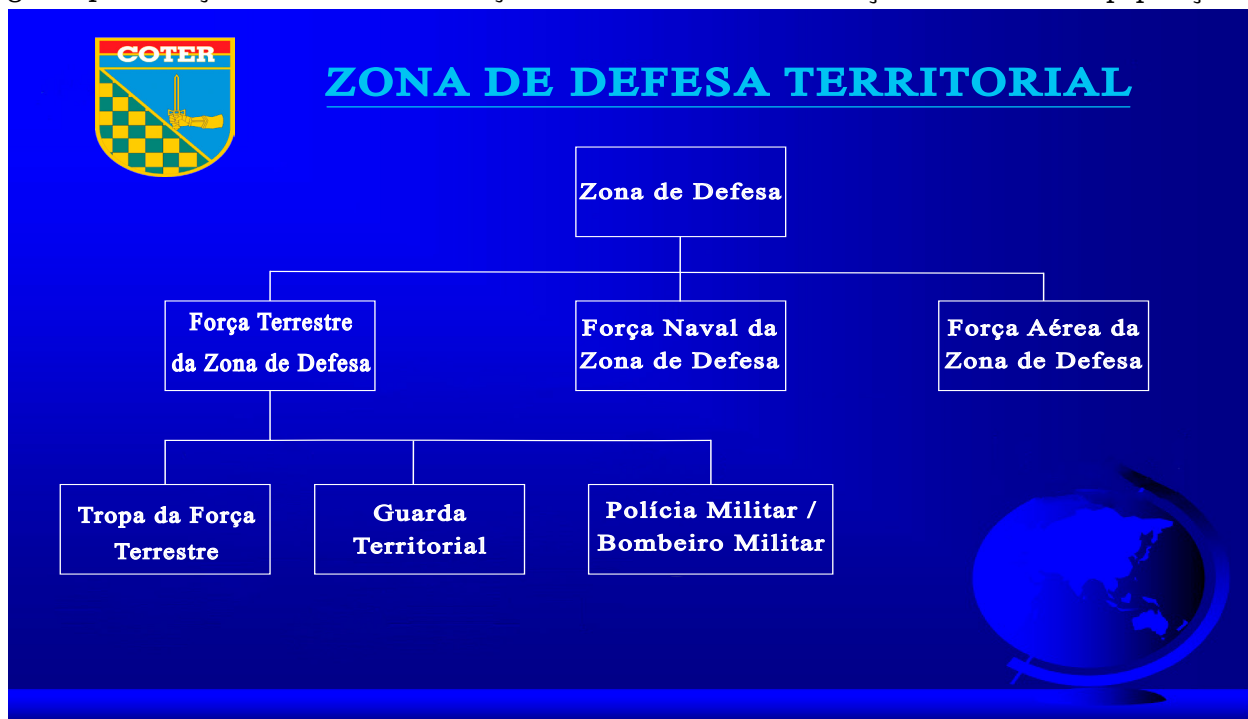 COTER
ZONA DE DEFESA TERRITORIAL
Zona de Defesa
Força Terrestre
da Zona de Defesa
Força Naval da
Zona de Defesa
Força Aérea da
Zona de Defesa
Tropa da Força
Terrestre
Guarda
Territorial
Polícia Militar /
Bombeiro Militar